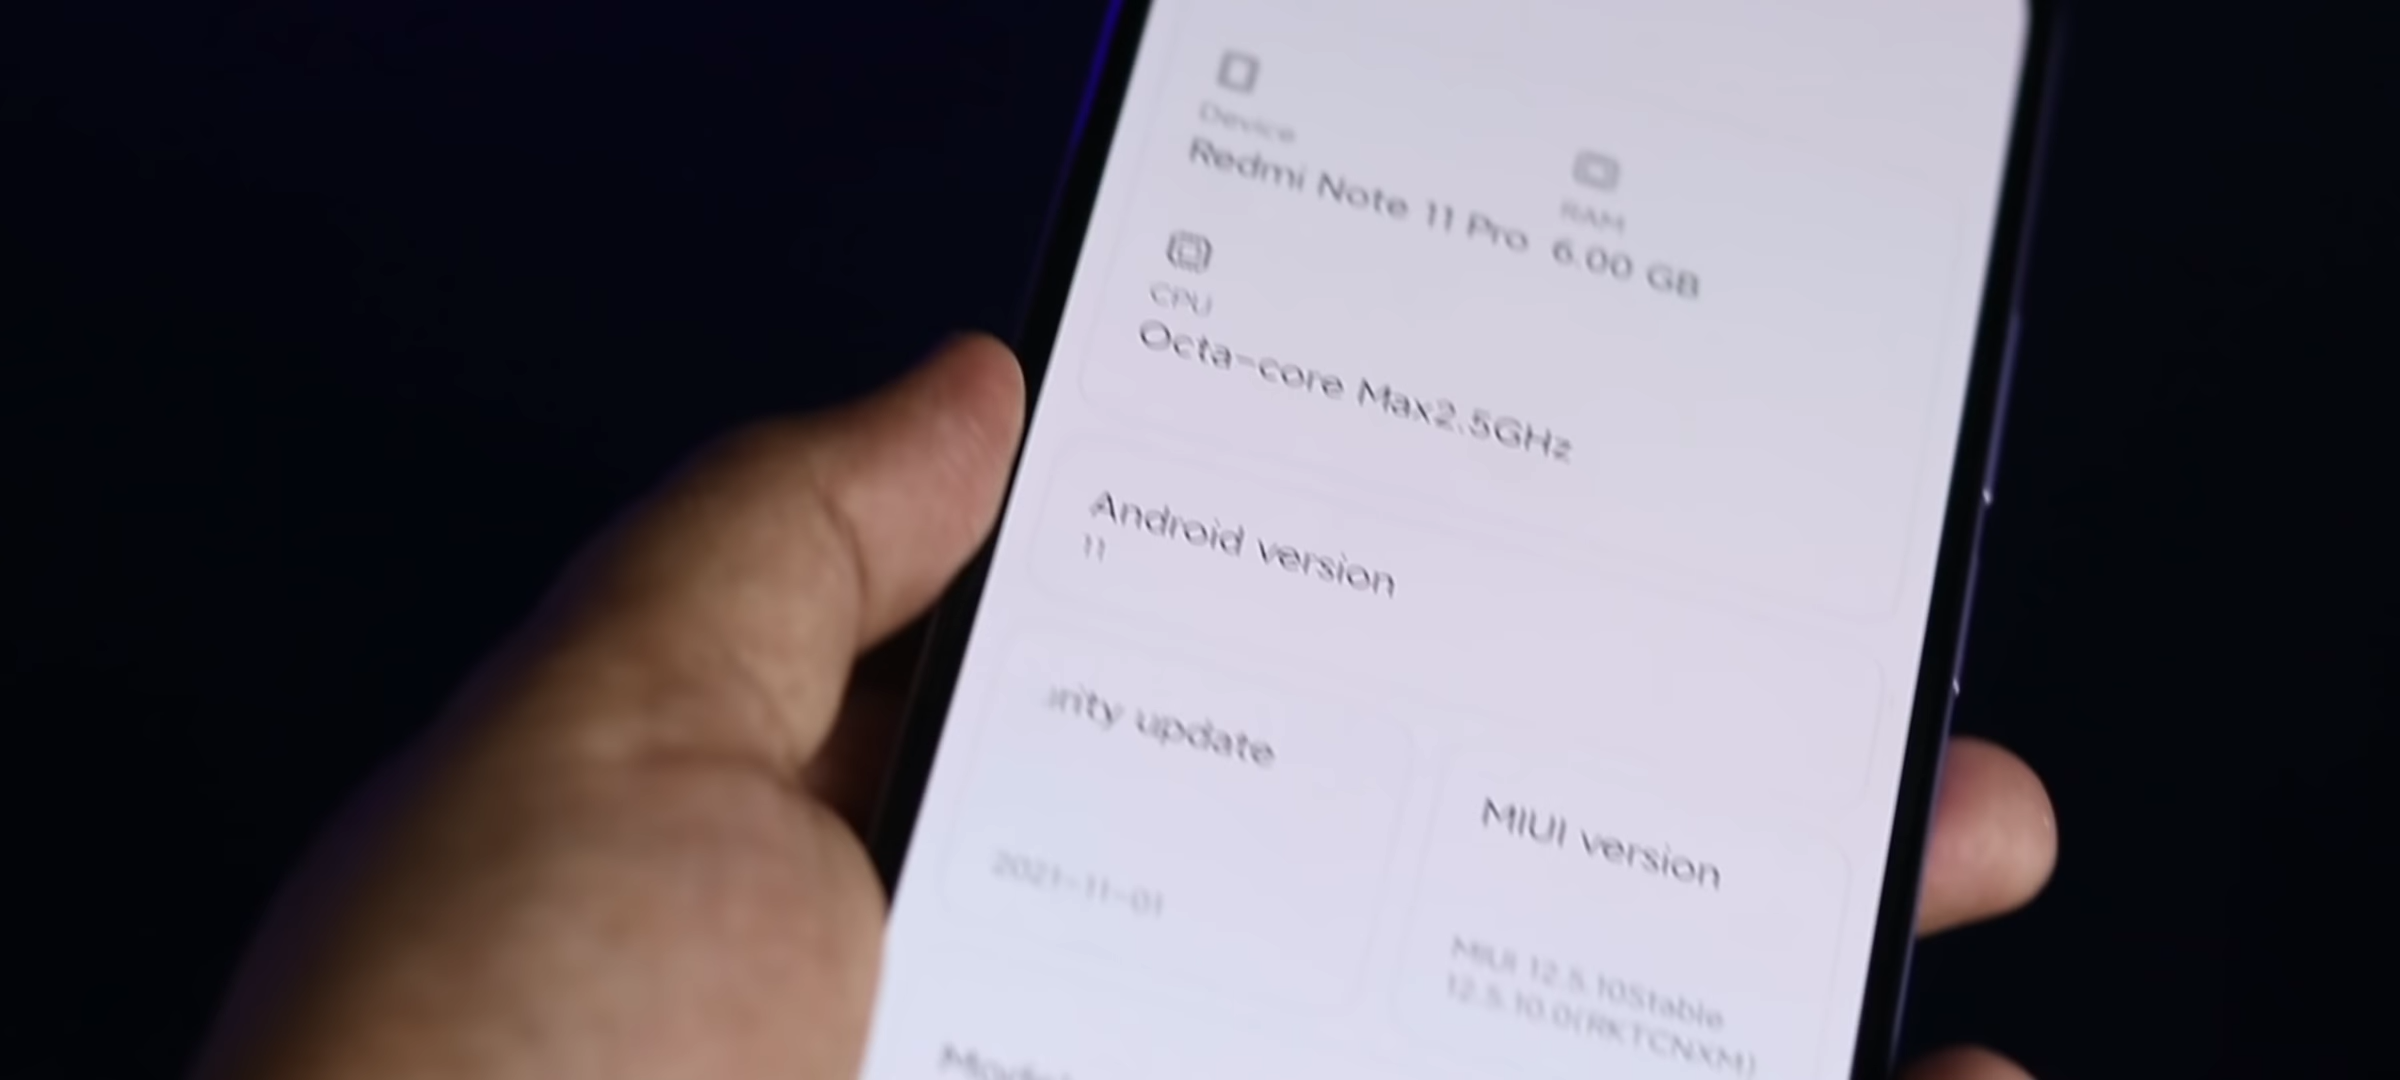 Device
Redmi Note 11 Pro
RAM
6.00 GB
CPU
Octa-core Max2.5GHz
Android version
11
rity update
2021-11-01
MIUI version
MIUI 12.5.10Stable
12.5.10.0(RKTCNXM)